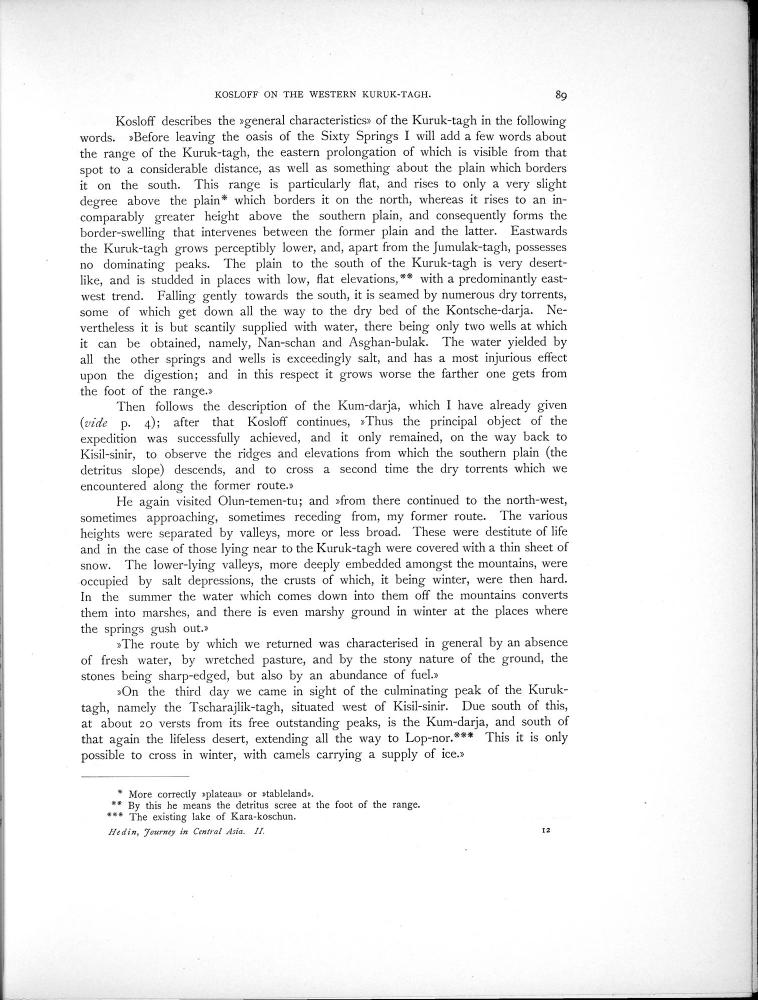 KOSLOFF ON THE WESTERN KURUK-TAGH. 89
Kosloff describes the »general characteristics» of the Kuruk-tagh in the following
words. »Before leaving the oasis of the Sixty Springs I will add a few words about
the range of the Kuruk-tagh, the eastern prolongation of which is visible from that
spot to a considerable distance, as well as something about the plain which borders
it on the south. This range is particularly flat, and rises to only a very slight
degree above the plain* which borders it on the north, whereas it rises to an in-
comparably greater height above the southern plain, and consequently forms the
border-swelling that intervenes between the former plain and the latter. Eastwards
the Kuruk-tagh grows perceptibly lower, and, apart from the Jumulak-tagh, possesses
no dominating peaks. The plain to the south of the Kuruk-tagh is very desert-
like, and is studded in places with low, flat elevations,** with a predominantly east-
west trend. Falling gently towards the south, it is seamed by numerous dry torrents,
some of which get down all the way to the dry bed of the Kontsche-darja. Ne-
vertheless it is but scantily supplied with water, there being only two wells at which
it can be obtained, namely, Nan-schan and Asghan-bulak. The water yielded by
all the other springs and wells is exceedingly salt, and has a most injurious effect
upon the digestion; and in this respect it grows worse the farther one gets from
the foot of the range.»
Then follows the description of the Kum-darja, which I have already given
(vide p. 4); after that Kosloff continues, »Thus the principal object of the
expedition was successfully achieved, and it only remained, on the way back to
Kisil-sinir, to observe the ridges and elevations from which the southern plain (the
detritus slope) descends, and to cross a second time the dry torrents which we
encountered along the former route.»
He again visited Olun-temen-tu; and »from there continued to the north-west,
sometimes approaching, sometimes receding from, my former route. The various
heights were separated by valleys, more or less broad. These were destitute of life
and in the case of those lying near to the Kuruk-tagh were covered with a thin sheet of
snow. The lower-lying valleys, more deeply embedded amongst the mountains, were
occupied by salt depressions, the crusts of which, it being winter, were then hard.
In the summer the water which comes down into them off the mountains converts
them into marshes, and there is even marshy ground in winter at the places where
the springs gush out.»
»The route by which we returned was characterised in general by an absence
of fresh water, by wretched pasture, and by the stony nature of the ground, the
stones being sharp-edged, but also by an abundance of fuel.»
»On the third day we came in sight of the culminating peak of the Kuruk-
tagh, namely the Tscharajlik-tagh, situated west of Kisil-sinir. Due south of this,
at about 20 versts from its free outstanding peaks, is the Kum-darja, and south of
that again the lifeless desert, extending all the way to Lop-nor.*** This it is only
possible to cross in winter, with camels carrying a supply of ice.»
* More correctly »plateau» or »tableland».
** By this he means the detritus scree at the foot of the range.
*** The existing lake of Kara-koschun.
Hedin, Journey in Central Asia. II. 12